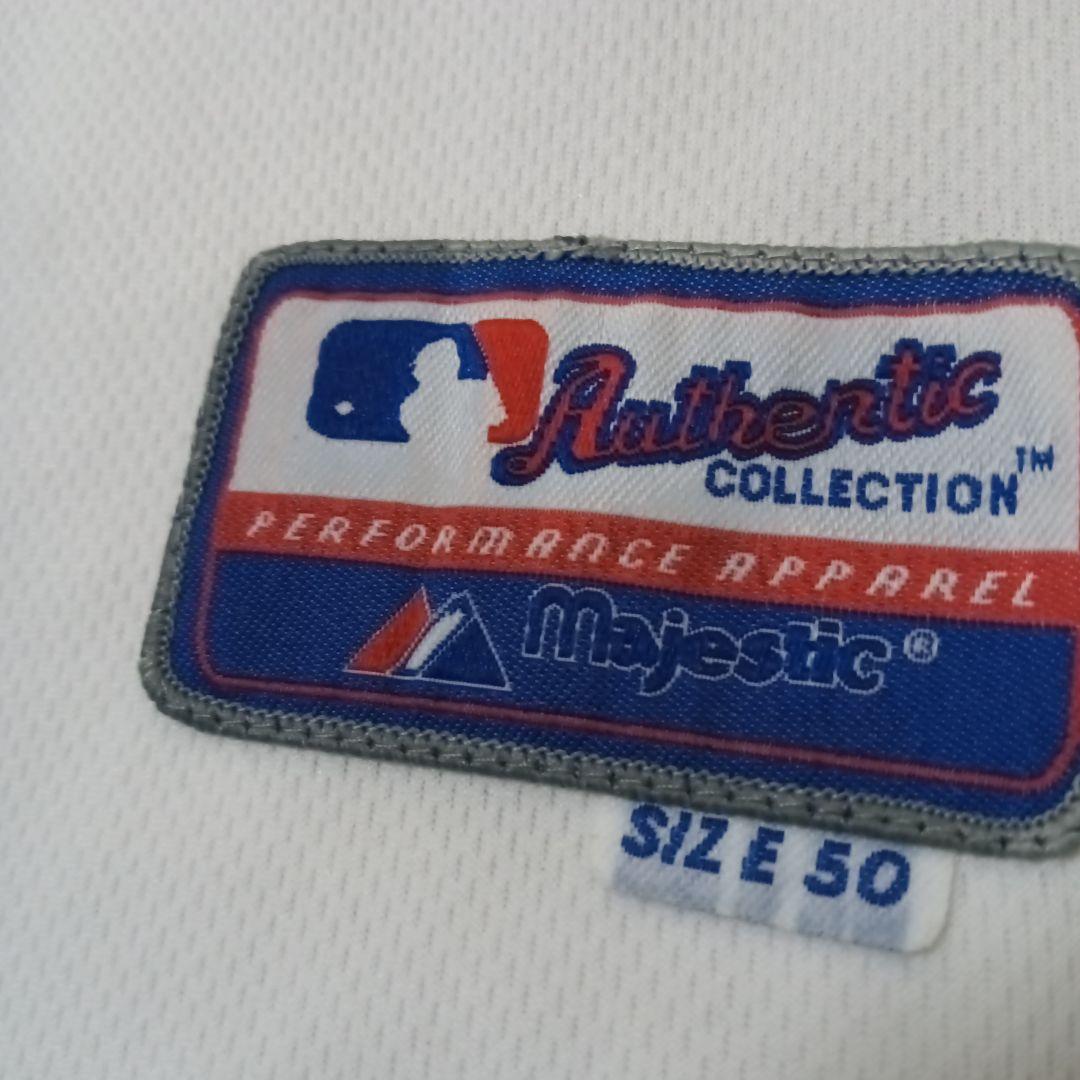 Authentic
COLLECTION™
PERFORMANCE APPAREL
Majestic®
SIZE 50